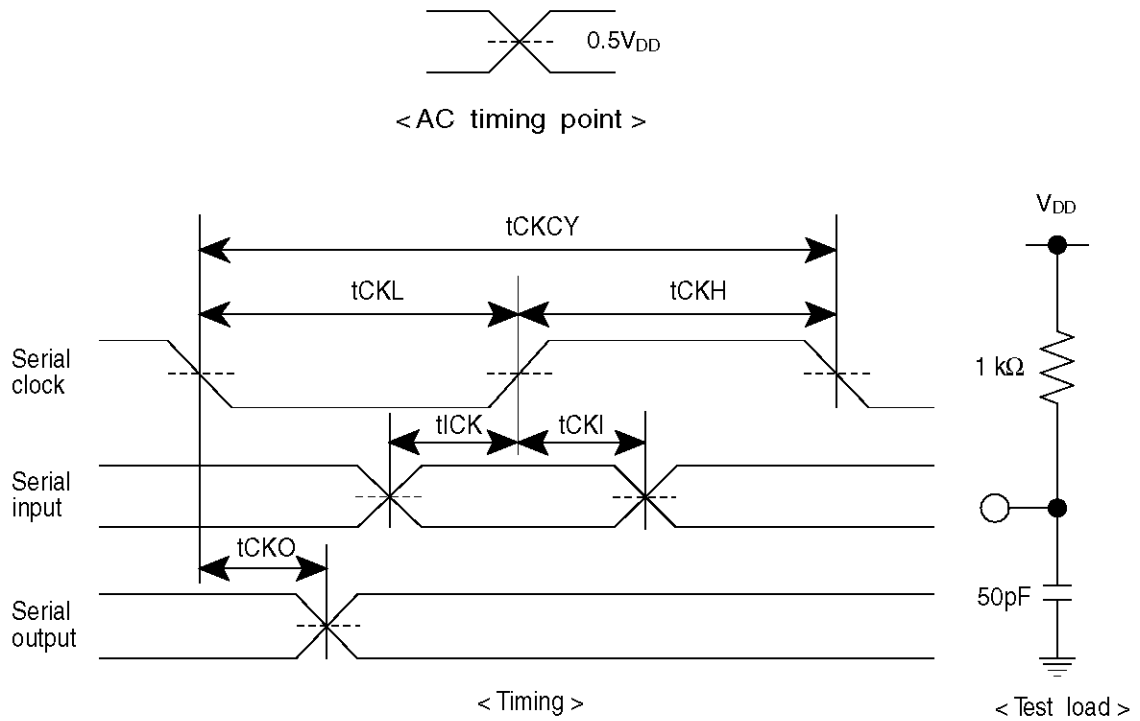 0.5VDD
< AC timing point >
VDD
tCKCY
tCKL
tCKH
Serial
clock
1 kΩ
tICK
tCKI
Serial
input
tCKO
Serial
output
50pF
< Timing >
< Test load >